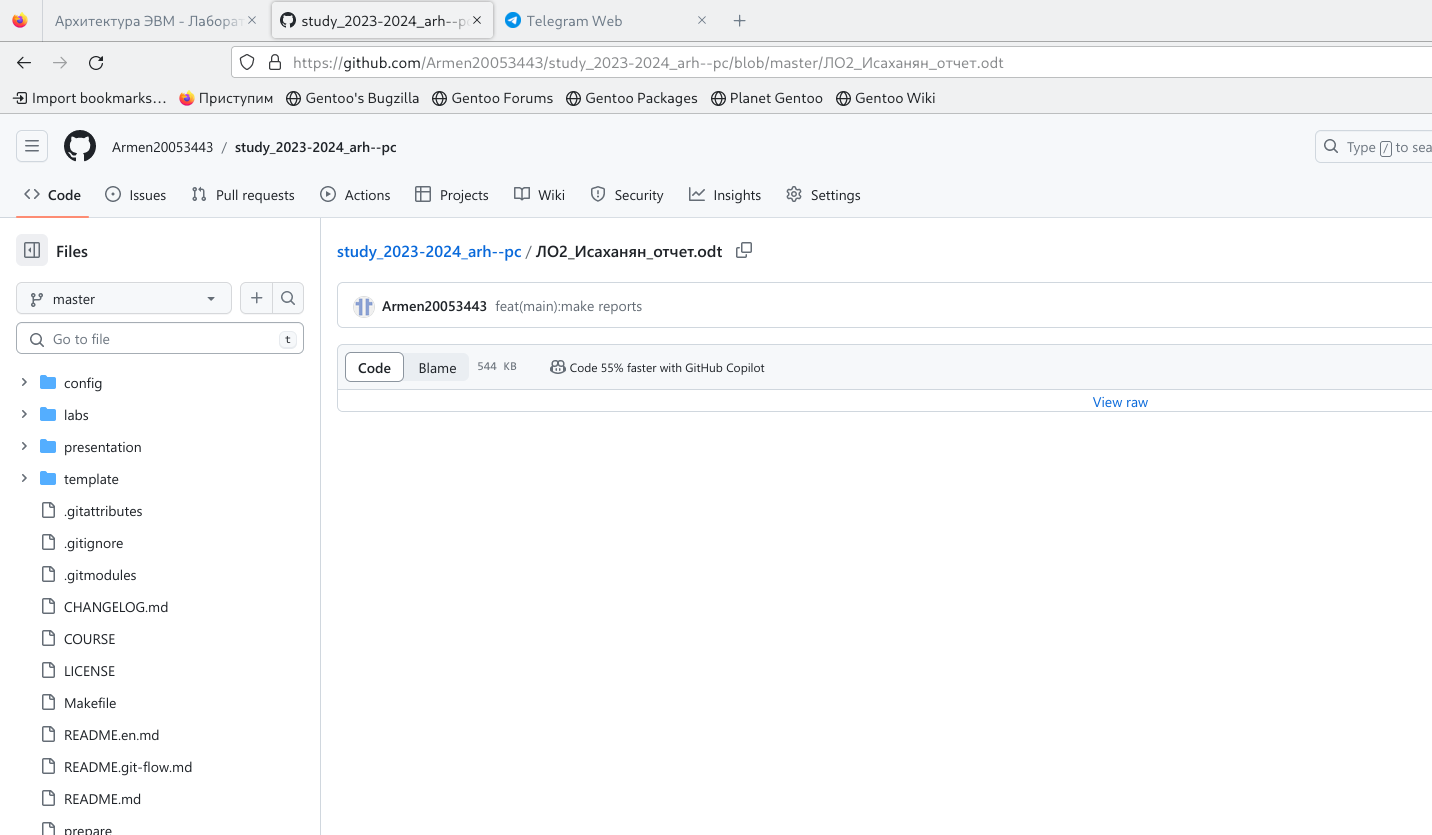 Архитектура ЭВМ - Лаборат
study_2023-2024_arh--pc
Telegram Web
https://github.com/Armen20053443/study_2023-2024_arh--pc/blob/master/ЛО2_Исаханян_отчет.odt
Import bookmarks… Приступим Gentoo's Bugzilla Gentoo Forums Gentoo Packages Planet Gentoo Gentoo Wiki
Armen20053443 / study_2023-2024_arh--pc
Type / to sea
Code Issues Pull requests Actions Projects Wiki Security Insights Settings
Files
master
Go to file t
config
labs
presentation
template
.gitattributes
.gitignore
.gitmodules
CHANGELOG.md
COURSE
LICENSE
Makefile
README.en.md
README.git-flow.md
README.md
prepare
study_2023-2024_arh--pc / ЛО2_Исаханян_отчет.odt
Armen20053443 feat(main):make reports
Code Blame 544 KB Code 55% faster with GitHub Copilot
View raw